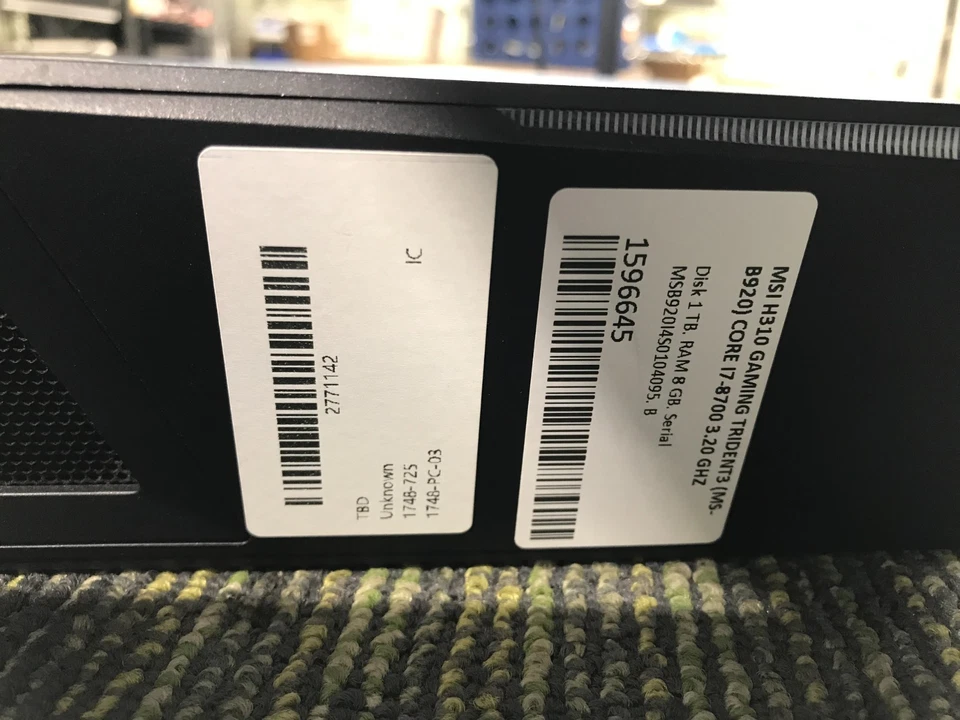 IC
2771142
TBD
Unknown
1748-725
1748-PC-03
MSI H310 GAMING TRIDENT3 (MS-
B920) CORE I7-8700 3.20 GHZ
Disk 1 TB, RAM 8 GB, Serial
MSB920I4S0104095, B
1596645